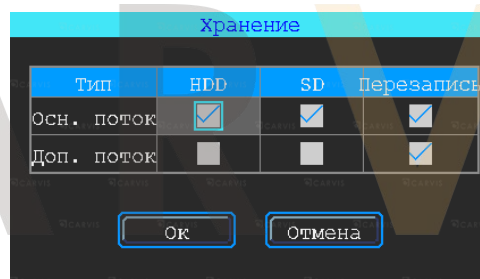 Хранение
Тип HDD SD Перезапись
Осн. поток
Доп. поток
Ок Отмена